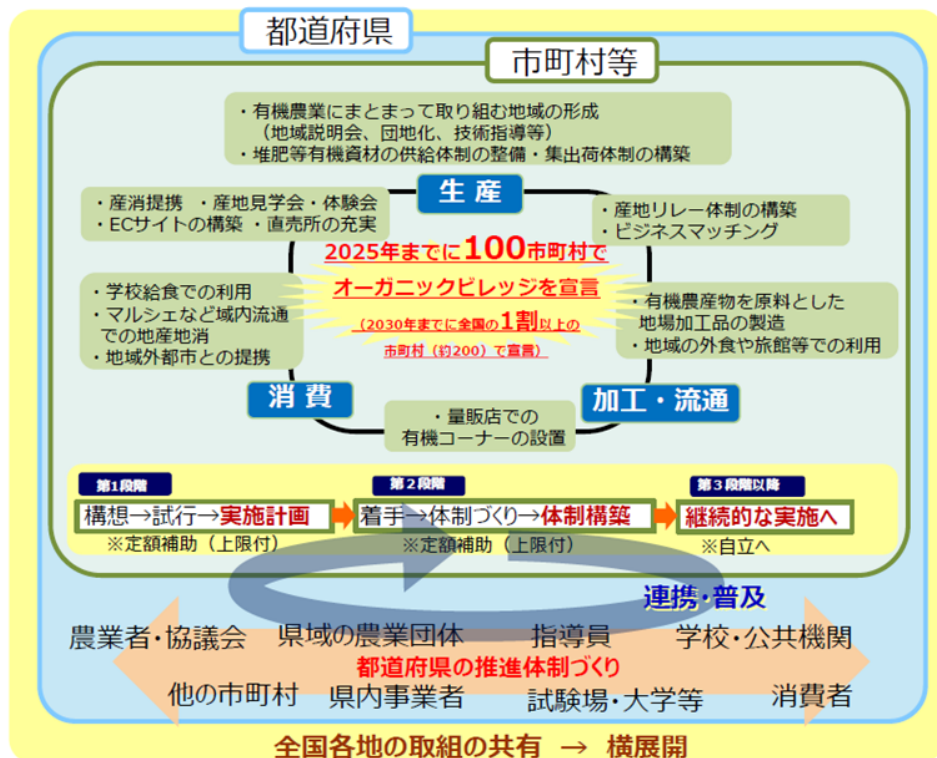 都道府県
市町村等
・有機農業にまとまって取り組む地域の形成
（地域説明会、団地化、技術指導等）
・堆肥等有機資材の供給体制の整備・集出荷体制の構築
生 産
・産消提携 ・産地見学会・体験会
・ECサイトの構築 ・直売所の充実
・産地リレー体制の構築
・ビジネスマッチング
2025年までに100市町村で
オーガニックビレッジを宣言
（2030年までに全国の1割以上の
市町村（約200）で宣言）
・学校給食での利用
・マルシェなど域内流通
での地産地消
・地域外都市との提携
・有機農産物を原料とした
地場加工品の製造
・地域の外食や旅館等での利用
消 費
加工・流通
・量販店での
有機コーナーの設置
第1段階
構想→試行→実施計画
※定額補助（上限付）
第２段階
着手→体制づくり→体制構築
※定額補助（上限付）
第３段階以降
継続的な実施へ
※自立へ
連携・普及
農業者・協議会 県域の農業団体 指導員 学校・公共機関
都道府県の推進体制づくり
他の市町村 県内事業者 試験場・大学等 消費者
全国各地の取組の共有 → 横展開